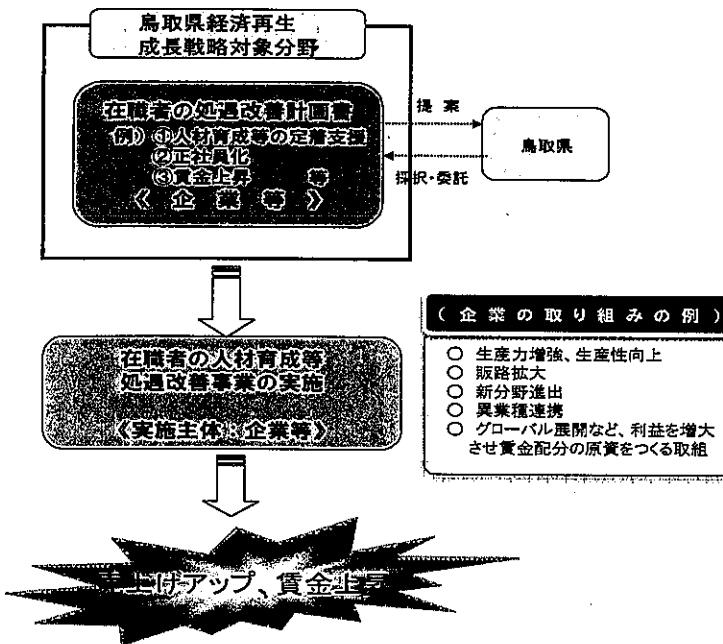 鳥取県経済再生
成長戦略対象分野
在職者の処遇改善計画書
例）①人材育成等の定着支援
②正社員化
③賃金上昇　　等
《　企　業　等　》
提 案
採択・委託
鳥取県
在職者の人材育成等
処遇改善事業の実施
《実施主体：企業等》
（ 企 業 の 取 り 組 み の 例 ）
○ 生産力増強、生産性向上
○ 販路拡大
○ 新分野進出
○ 異業種連携
○ グローバル展開など、利益を増大
させ賃金配分の原資をつくる取組
上げアップ、賃金上昇